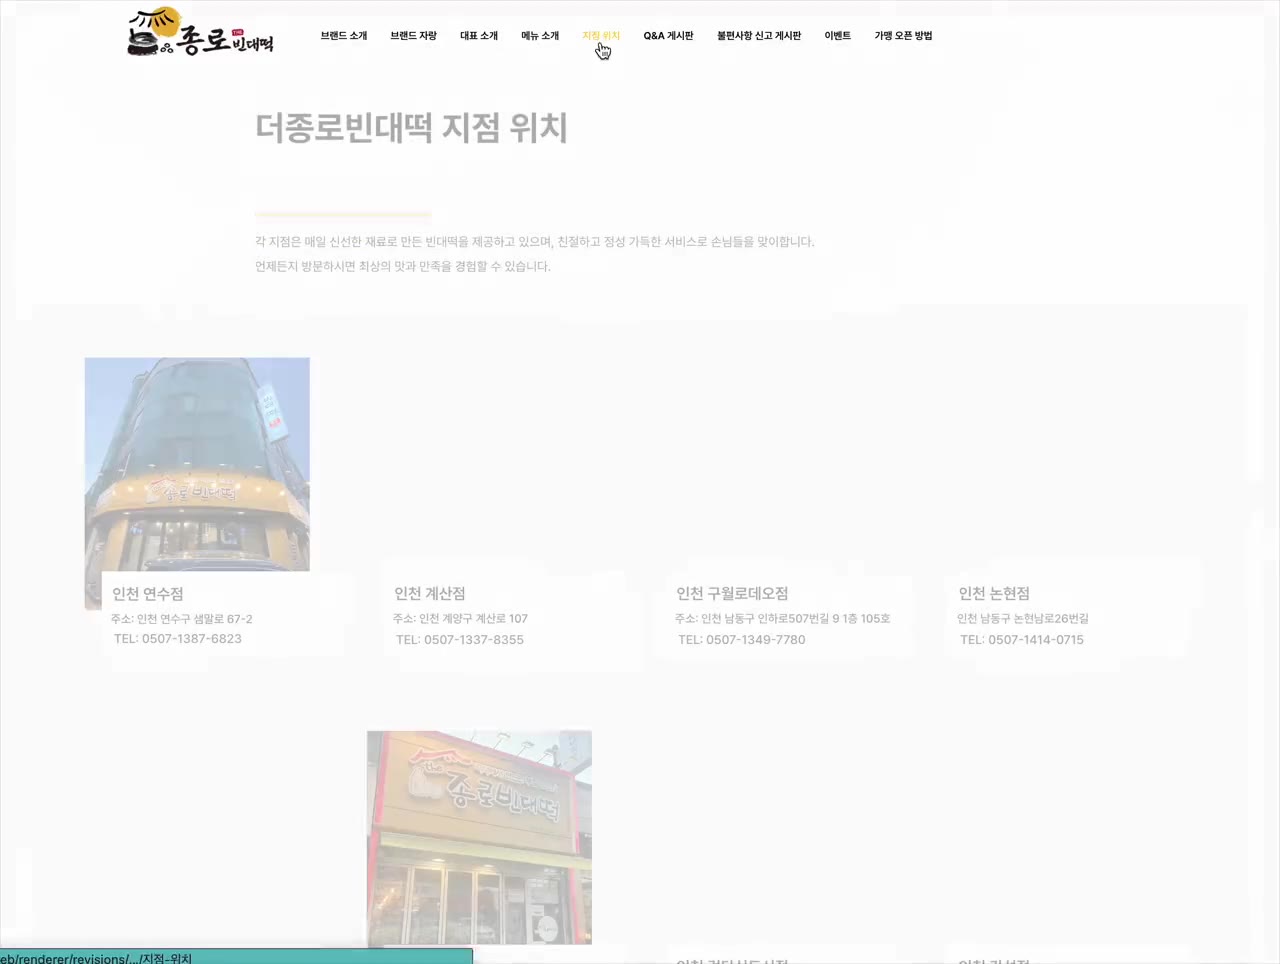 THE 종로빈대떡
브랜드 소개 브랜드 자랑 대표 소개 메뉴 소개 지점 위치 Q&A 게시판 불편사항 신고 게시판 이벤트 가맹 오픈 방법
더종로빈대떡 지점 위치
각 지점은 매일 신선한 재료로 만든 빈대떡을 제공하고 있으며, 친절하고 정성 가득한 서비스로 손님들을 맞이합니다.
언제든지 방문하시면 최상의 맛과 만족을 경험할 수 있습니다.
종로빈대떡
인천 연수점
주소: 인천 연수구 샘말로 67-2
TEL: 0507-1387-6823
인천 계산점
주소: 인천 계양구 계산로 107
TEL: 0507-1337-8355
인천 구월로데오점
주소: 인천 남동구 인하로507번길 9 1층 105호
TEL: 0507-1349-7780
인천 논현점
인천 남동구 논현남로26번길
TEL: 0507-1414-0715
the 종로빈대떡
eb/renderer/revisions/.../지점-위치